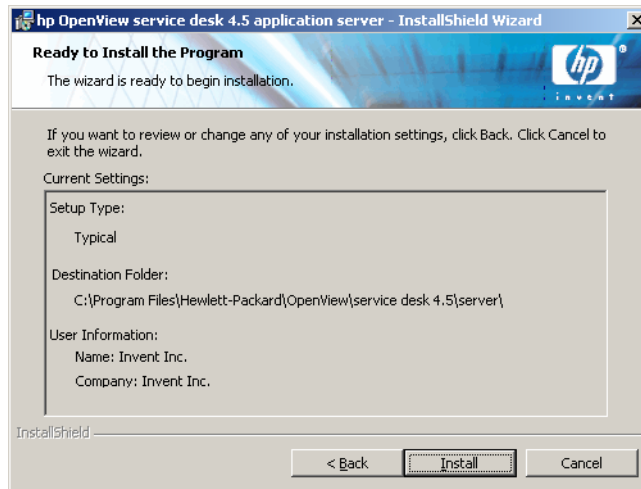 hp OpenView service desk 4.5 application server - InstallShield Wizard
Ready to Install the Program
The wizard is ready to begin installation.
hp
®
invent
If you want to review or change any of your installation settings, click Back. Click Cancel to
exit the wizard.
Current Settings:
Setup Type:
Typical
Destination Folder:
C:\Program Files\Hewlett-Packard\OpenView\service desk 4.5\server\
User Information:
Name: Invent Inc.
Company: Invent Inc.
InstallShield
< Back
Install
Cancel